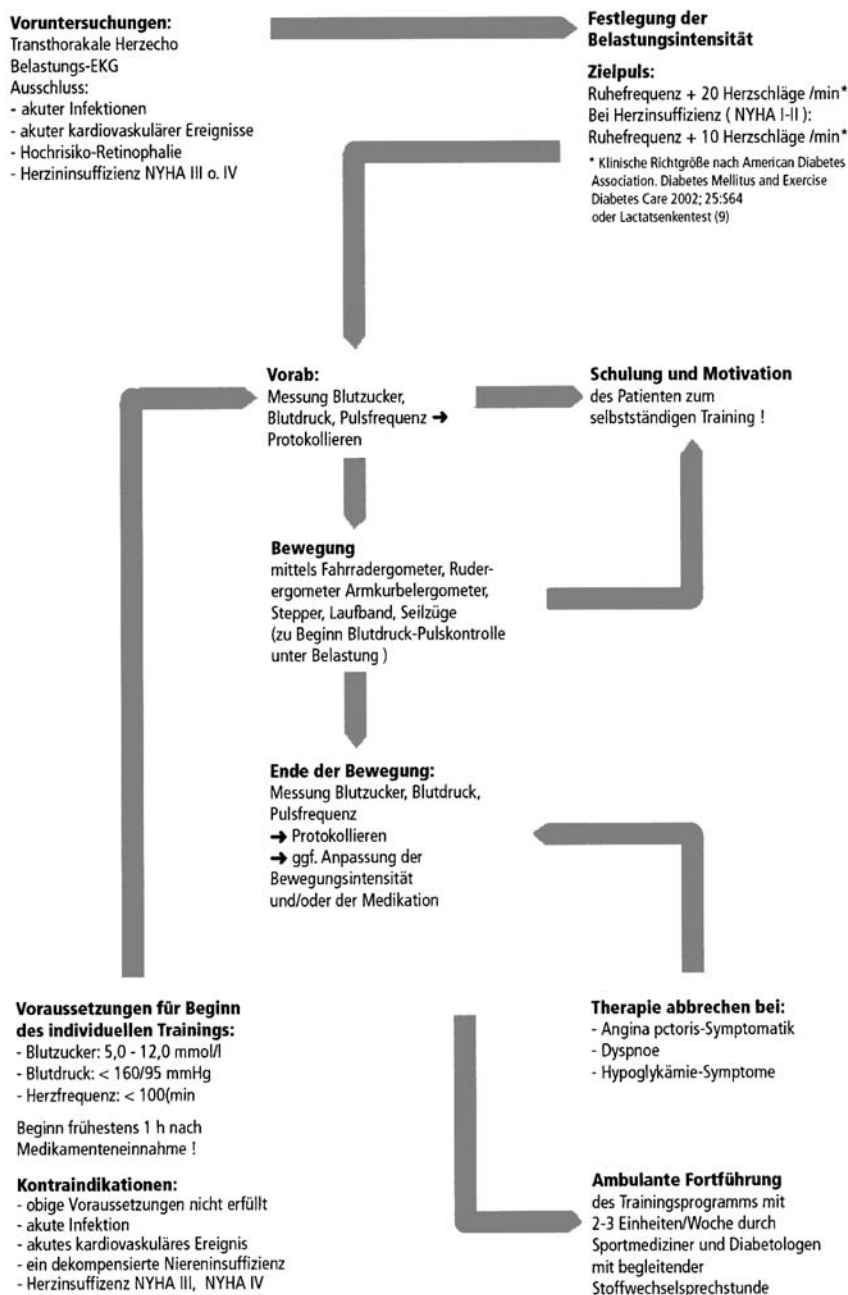 Voruntersuchungen:
Transthorakale Herzecho
Belastungs-EKG
Ausschluss:
- akuter Infektionen
- akuter kardiovaskulärer Ereignisse
- Hochrisiko-Retinophalie
- Herzininsuffizienz NYHA III o. IV
Festlegung der
Belastungsintensität
Zielpuls:
Ruhefrequenz + 20 Herzschläge /min*
Bei Herzinsuffizienz ( NYHA I-II ):
Ruhefrequenz + 10 Herzschläge /min*
* Klinische Richtgröße nach American Diabetes
Association. Diabetes Mellitus and Exercise
Diabetes Care 2002; 25:S64
oder Lactatsenkentest (9)
Vorab:
Messung Blutzucker,
Blutdruck, Pulsfrequenz ➔
Protokollieren
Schulung und Motivation
des Patienten zum
selbstständigen Training !
Bewegung
mittels Fahrradergometer, Ruder-
ergometer Armkurbelergometer,
Stepper, Laufband, Seilzüge
(zu Beginn Blutdruck-Pulskontrolle
unter Belastung )
Ende der Bewegung:
Messung Blutzucker, Blutdruck,
Pulsfrequenz
➔ Protokollieren
➔ ggf. Anpassung der
Bewegungsintensität
und/oder der Medikation
Voraussetzungen für Beginn
des individuellen Trainings:
- Blutzucker: 5,0 - 12,0 mmol/l
- Blutdruck: < 160/95 mmHg
- Herzfrequenz: < 100(min
Beginn frühestens 1 h nach
Medikamenteneinnahme !
Kontraindikationen:
- obige Voraussetzungen nicht erfüllt
- akute Infektion
- akutes kardiovaskuläres Ereignis
- ein dekompensierte Niereninsuffizienz
- Herzinsuffizenz NYHA III, NYHA IV
Therapie abbrechen bei:
- Angina pctoris-Symptomatik
- Dyspnoe
- Hypoglykämie-Symptome
Ambulante Fortführung
des Trainingsprogramms mit
2-3 Einheiten/Woche durch
Sportmediziner und Diabetologen
mit begleitender
Stoffwechselsprechstunde